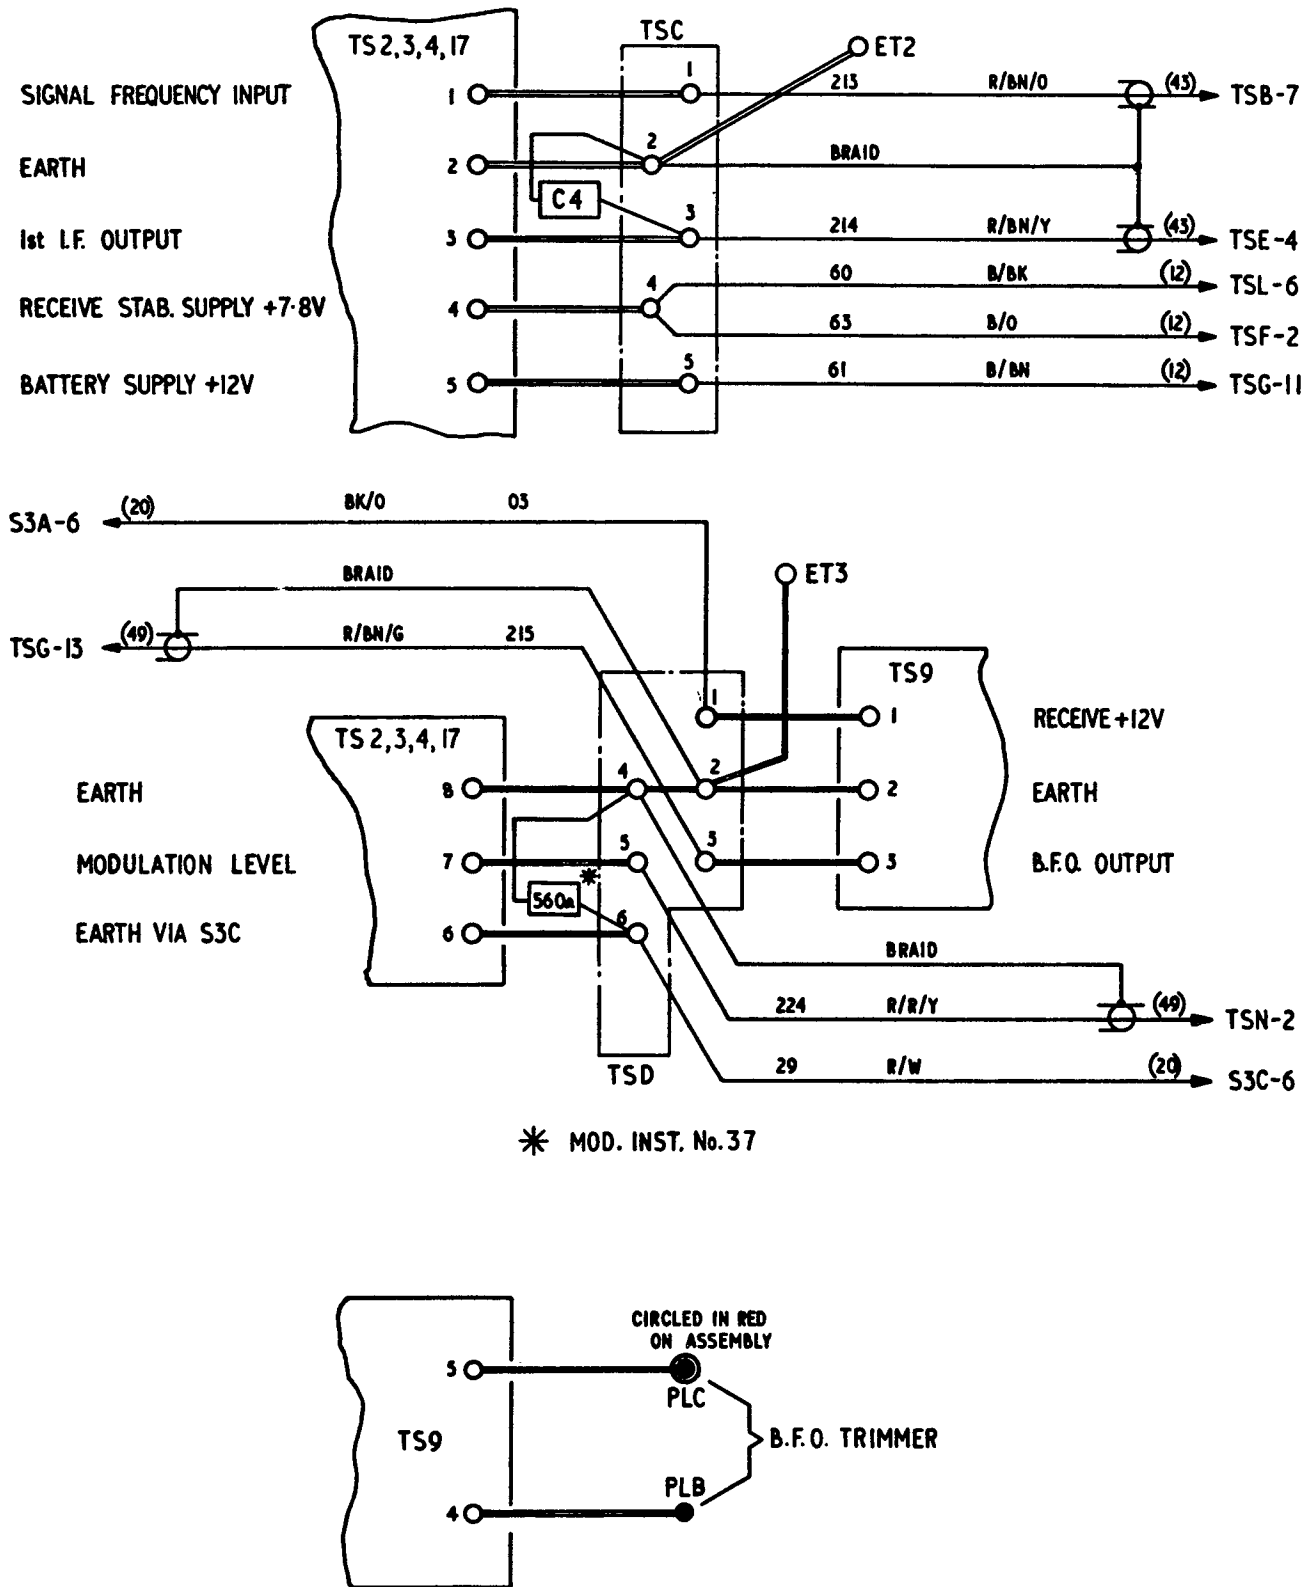 TS 2,3,4,17
TSC
ET2
SIGNAL FREQUENCY INPUT
1
1
213
R/BN/O
(43)
TSB-7
EARTH
2
2
BRAID
C4
1st I.F. OUTPUT
3
3
214
R/BN/Y
(43)
TSE-4
RECEIVE STAB. SUPPLY +7·8V
4
4
60
B/BK
(12)
TSL-6
63
B/O
(12)
TSF-2
BATTERY SUPPLY +12V
5
5
61
B/BN
(12)
TSG-11
S3A-6
(20)
BK/O
03
BRAID
ET3
TSG-13
(49)
R/BN/G
215
TS9
1
1
RECEIVE +12V
TS 2,3,4,17
EARTH
8
4
2
2
EARTH
MODULATION LEVEL
7
5
3
3
B.F.O. OUTPUT
✳
560Ω
EARTH VIA S3C
6
6
BRAID
224
R/R/Y
(49)
TSN-2
TSD
29
R/W
(20)
S3C-6
✳ MOD. INST. No. 37
CIRCLED IN RED
ON ASSEMBLY
5
PLC
TS9
B.F.O. TRIMMER
PLB
4